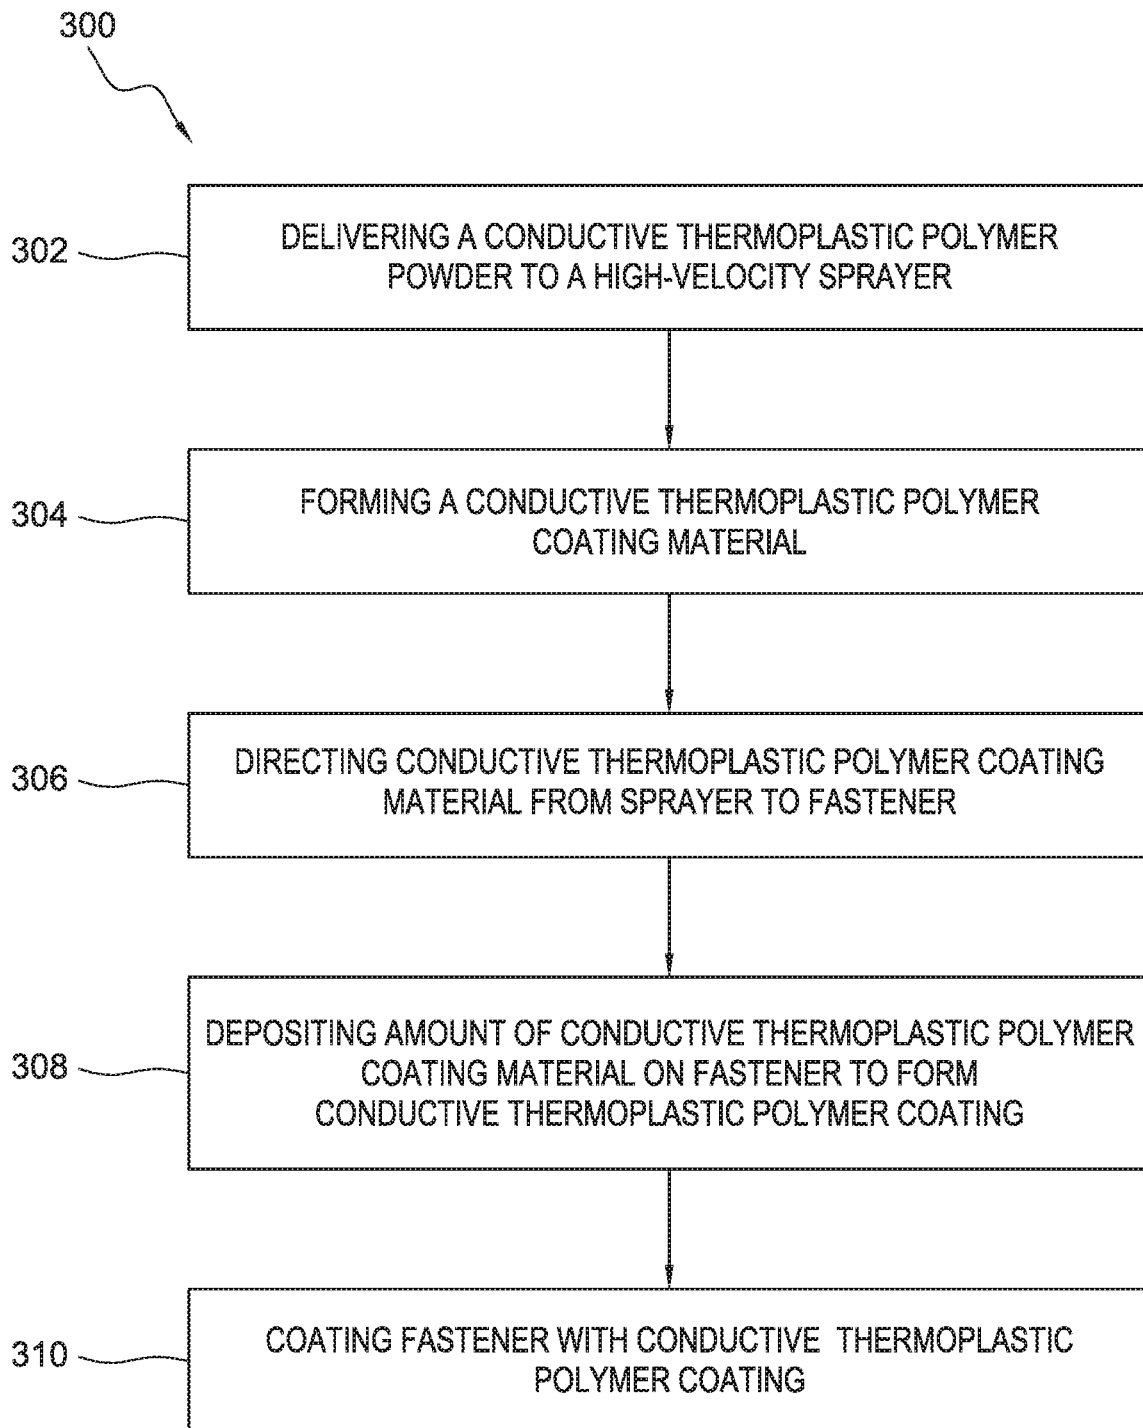 300
302
DELIVERING A CONDUCTIVE THERMOPLASTIC POLYMER
POWDER TO A HIGH-VELOCITY SPRAYER
304
FORMING A CONDUCTIVE THERMOPLASTIC POLYMER
COATING MATERIAL
306
DIRECTING CONDUCTIVE THERMOPLASTIC POLYMER COATING
MATERIAL FROM SPRAYER TO FASTENER
308
DEPOSITING AMOUNT OF CONDUCTIVE THERMOPLASTIC POLYMER
COATING MATERIAL ON FASTENER TO FORM
CONDUCTIVE THERMOPLASTIC POLYMER COATING
310
COATING FASTENER WITH CONDUCTIVE THERMOPLASTIC
POLYMER COATING